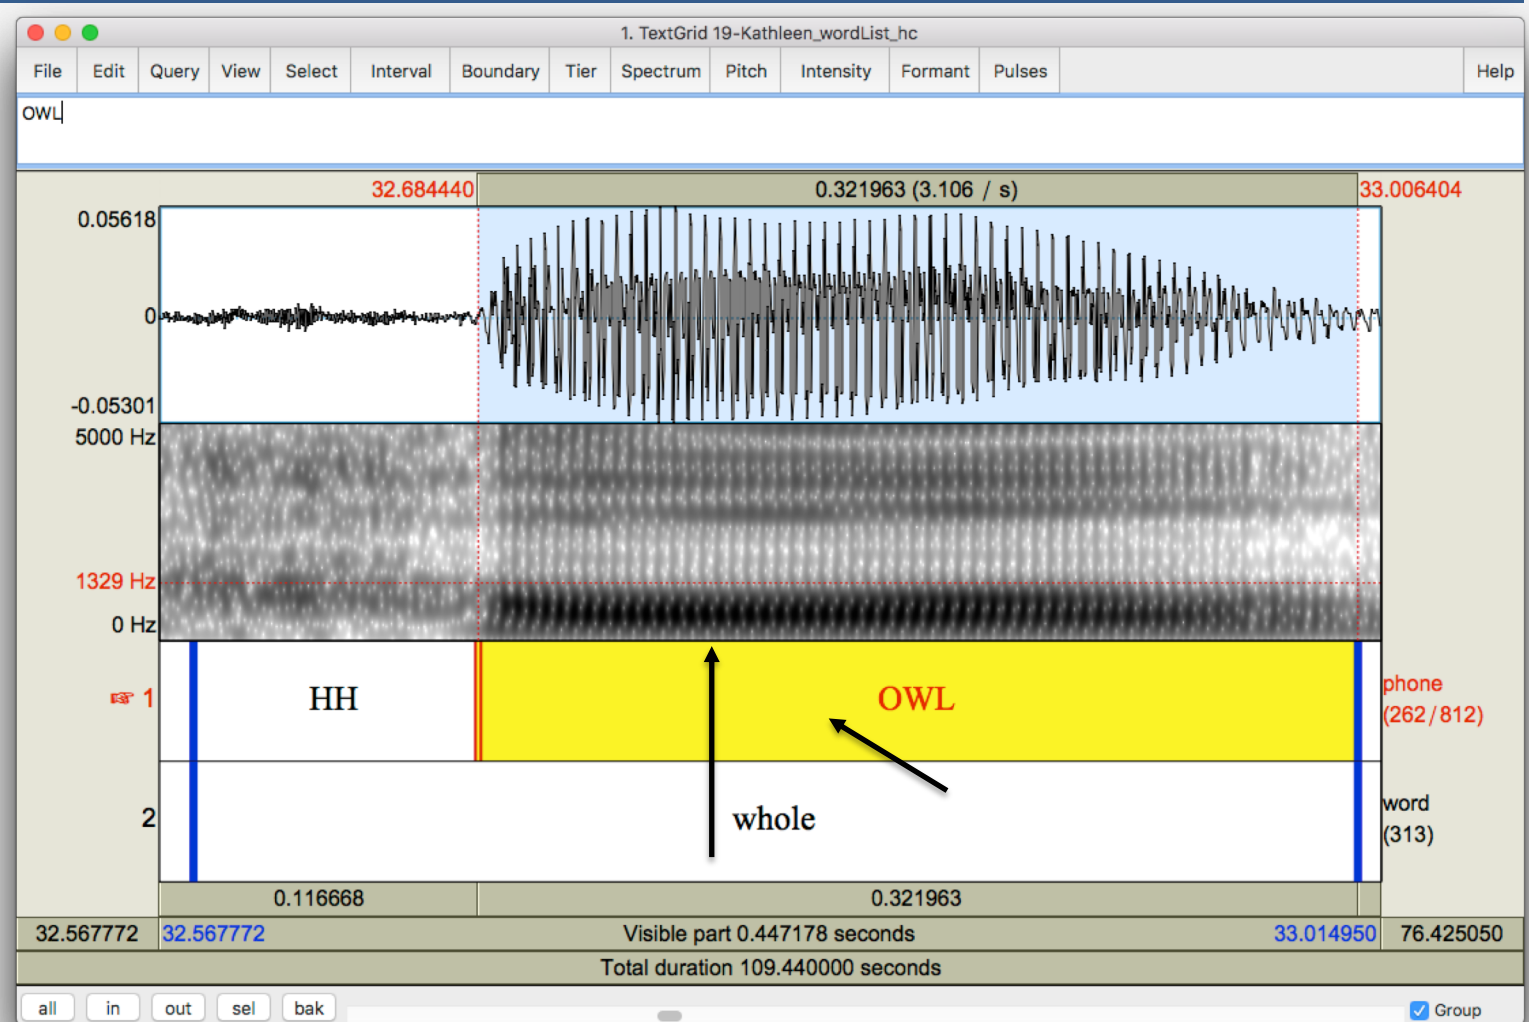 1. TextGrid 19-Kathleen_wordList_hc
File Edit Query View Select Interval Boundary Tier Spectrum Pitch Intensity Formant Pulses Help
OWL
32.684440 0.321963 (3.106 / s) 33.006404
0.05618
0
-0.05301
5000 Hz
1329 Hz
0 Hz
☞ 1 HH OWL phone
(262/812)
2 whole word
(313)
0.116668 0.321963
32.567772 32.567772 Visible part 0.447178 seconds 33.014950 76.425050
Total duration 109.440000 seconds
all in out sel bak Group